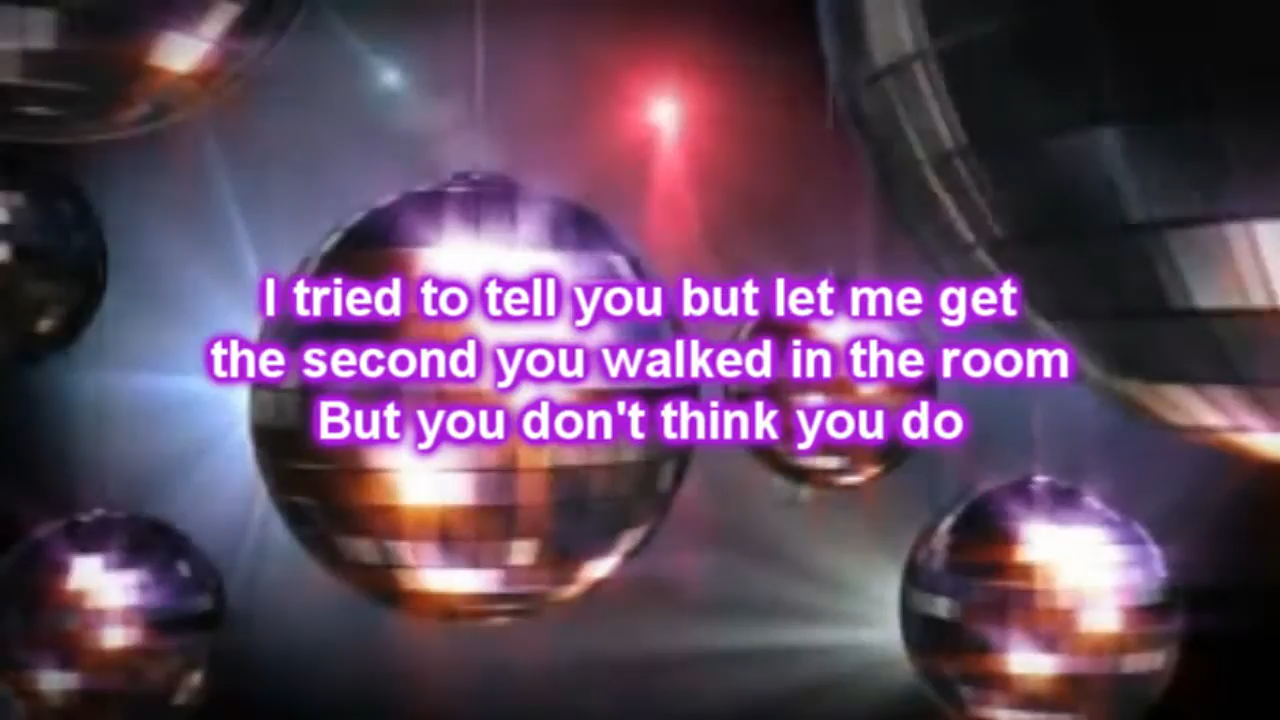 I tried to tell you but let me get
the second you walked in the room
But you don't think you do